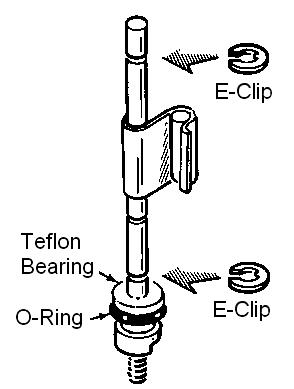 E-Clip
Teflon
Bearing
E-Clip
O-Ring